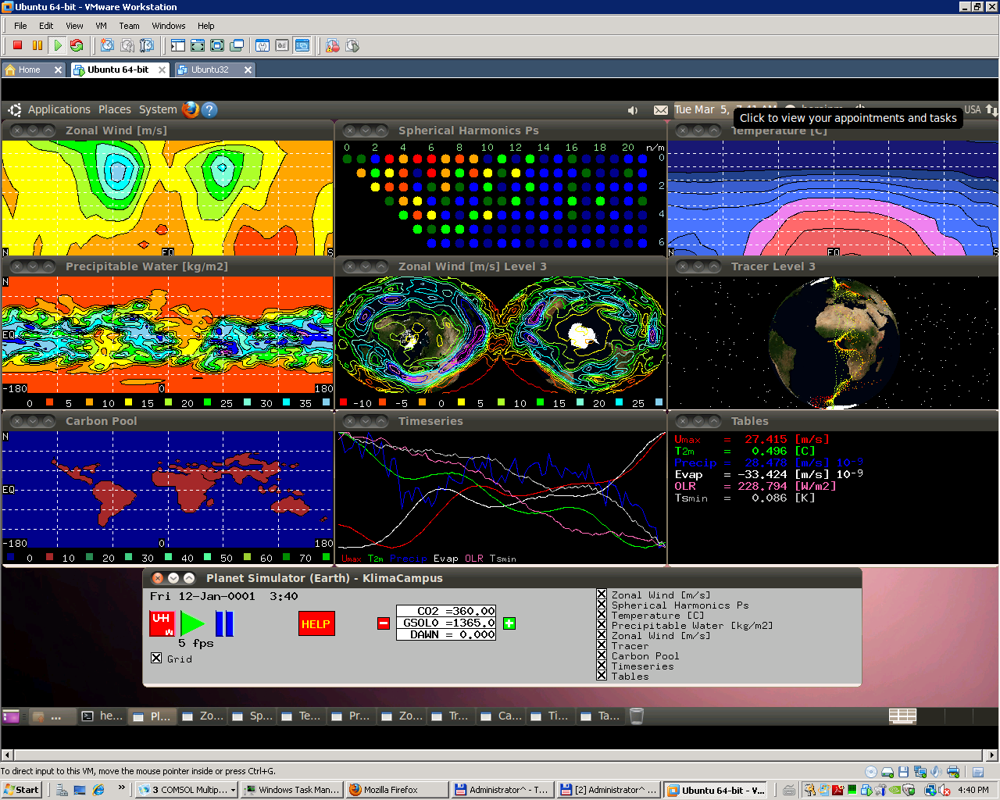 Ubuntu 64-bit - VMware Workstation
File Edit View VM Team Windows Help
Home Ubuntu 64-bit Ubuntu32
Applications Places System Tue Mar 5, USA
Click to view your appointments and tasks
Zonal Wind [m/s] Spherical Harmonics Ps Temperature [C]
0 2 4 6 8 10 12 14 16 18 20 n/m
0
2
4
6
N EQ S
N EQ S
Precipitable Water [kg/m2] Zonal Wind [m/s] Level 3 Tracer Level 3
N
EQ
-180 0 180
0 5 10 15 20 25 30 35
-10 -5 0 5 10 15 20 25
Carbon Pool Timeseries Tables
N
EQ
-180 0 180
0 10 20 30 40 50 60 70
Umax T2m Precip Evap OLR Tsmin
Umax = 27.415 [m/s]
T2m = 0.496 [C]
Precip = 28.478 [m/s] 10-9
Evap = -33.424 [m/s] 10-9
OLR = 228.794 [W/m2]
Tsmin = 0.086 [K]
Planet Simulator (Earth) - KlimaCampus
Fri 12-Jan-0001 3:40
U-H
W
5 fps
Grid
HELP
CO2 =360.00
GSOL0 =1365.0
DAWN = 0.000
Zonal Wind [m/s]
Spherical Harmonics Ps
Temperature [C]
Precipitable Water [kg/m2]
Zonal Wind [m/s]
Tracer
Carbon Pool
Timeseries
Tables
... he... Pl... Zo... Sp... Te... Pr... Zo... Tr... Ca... Ti... Ta...
To direct input to this VM, move the mouse pointer inside or press Ctrl+G.
Start » 3 COMSOL Multip... Windows Task Man... Mozilla Firefox Administrator^ - T... [2] Administrator^ ... Ubuntu 64-bit - V... 4:40 PM